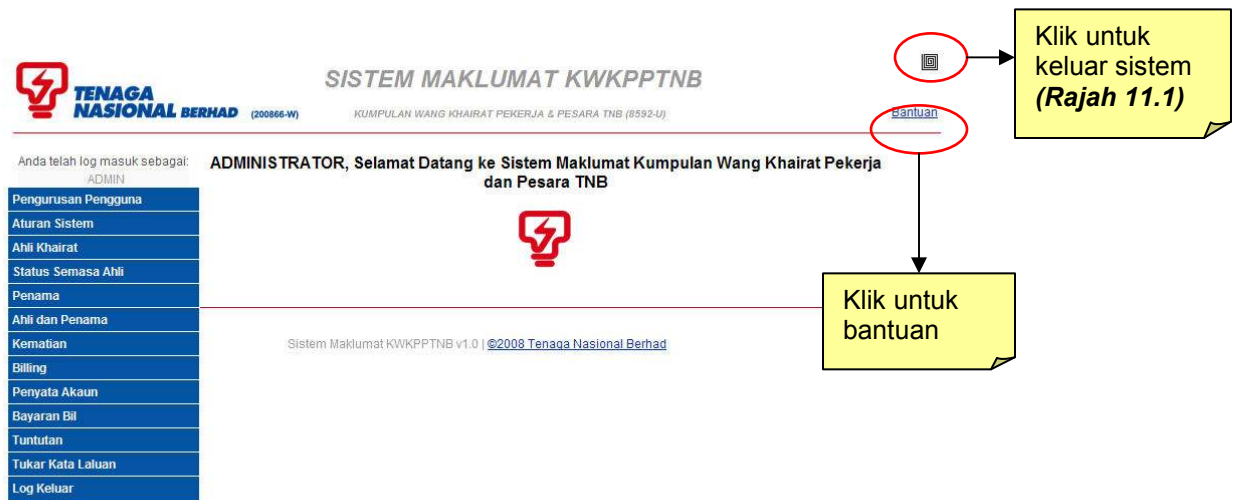 TENAGA
NASIONAL BERHAD (200866-W)
SISTEM MAKLUMAT KWKPPTNB
KUMPULAN WANG KHAIRAT PEKERJA & PESARA TNB (8592-U)
Bantuan
Klik untuk
keluar sistem
(Rajah 11.1)
Anda telah log masuk sebagai:
ADMIN
Pengurusan Pengguna
Aturan Sistem
Ahli Khairat
Status Semasa Ahli
Penama
Ahli dan Penama
Kematian
Billing
Penyata Akaun
Bayaran Bil
Tuntutan
Tukar Kata Laluan
Log Keluar
ADMINISTRATOR, Selamat Datang ke Sistem Maklumat Kumpulan Wang Khairat Pekerja
dan Pesara TNB
Klik untuk
bantuan
Sistem Maklumat KWKPPTNB v1.0 | ©2008 Tenaga Nasional Berhad